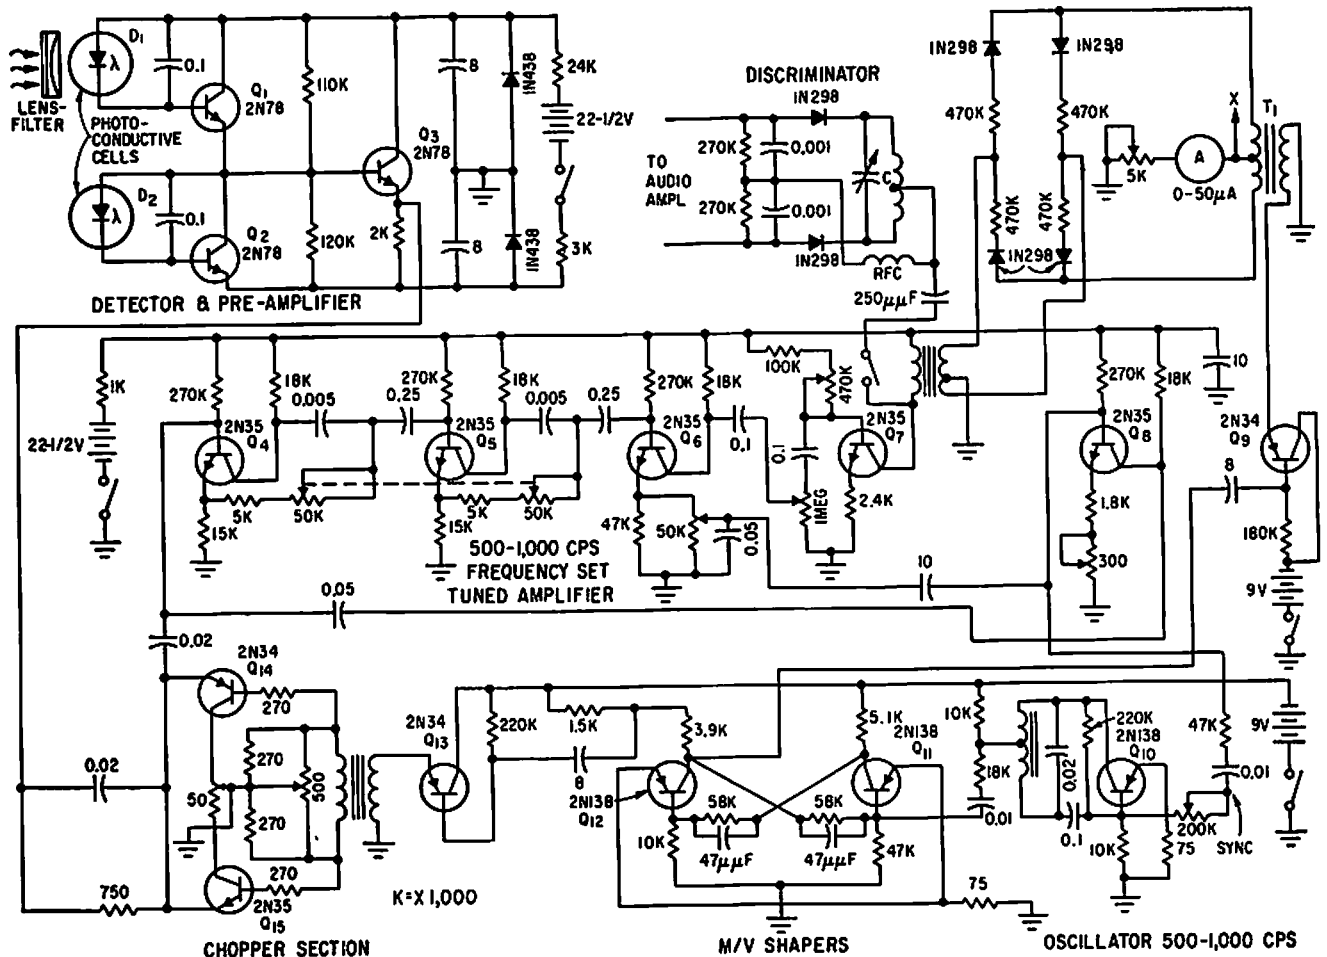 D1
λ
0.1
Q1
2N78
LENS-
FILTER
PHOTO-
CONDUCTIVE
CELLS
D2
λ
0.1
Q2
2N78
110K
120K
Q3
2N78
2K
8
8
1N438
1N438
24K
22-1/2V
3K
DETECTOR & PRE-AMPLIFIER
DISCRIMINATOR
1N298
TO
AUDIO
AMPL
270K
270K
0.001
0.001
C
1N298
RFC
250μμF
1N298
1N298
470K
470K
470K
470K
1N298
5K
A
0-50μA
X
T1
1K
22-1/2V
270K
18K
0.005
0.25
2N35
Q4
5K
50K
15K
270K
18K
0.005
0.25
2N35
Q5
5K
50K
15K
270K
18K
2N35
Q6
0.1
47K
50K
0.05
500-1,000 CPS
FREQUENCY SET
TUNED AMPLIFIER
100K
470K
0.1
1MEG
2N35
Q7
2.4K
270K
18K
10
2N35
Q8
1.8K
300
10
2N34
Q9
8
180K
9V
0.05
0.02
2N34
Q14
270
270
500
50
270
270
0.02
750
2N35
Q15
CHOPPER SECTION
2N34
Q13
220K
1.5K
8
3.9K
2N138
Q12
58K
47μμF
10K
58K
47μμF
5.1K
2N138
Q11
47K
75
K=X 1,000
M/V SHAPERS
10K
18K
0.01
0.02
0.1
220K
2N138
Q10
10K
75
200K
47K
0.01
SYNC
9V
OSCILLATOR 500-1,000 CPS